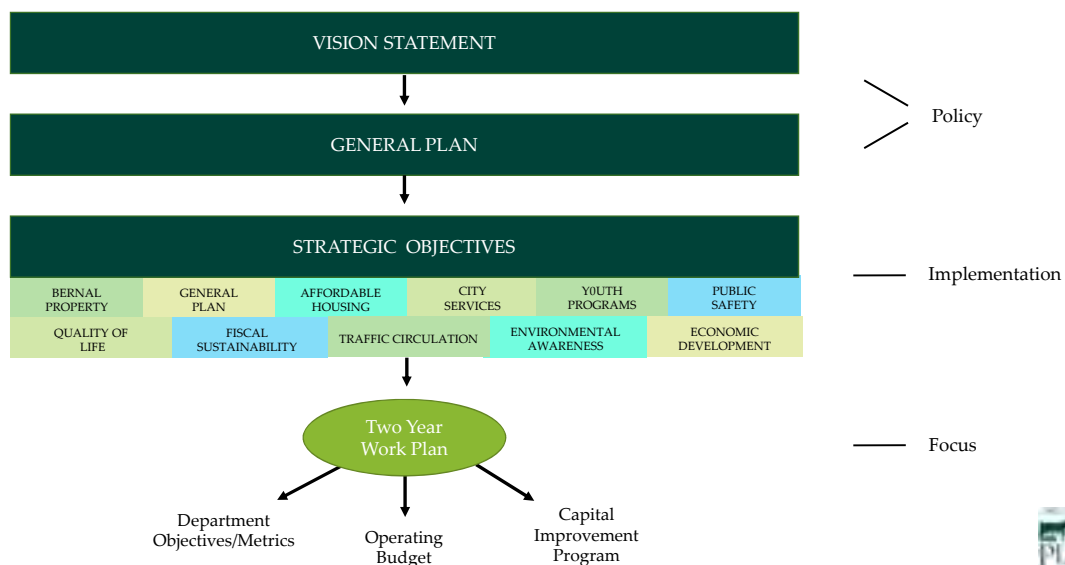 VISION STATEMENT
Policy
GENERAL PLAN
STRATEGIC OBJECTIVES
Implementation
BERNAL
PROPERTY
GENERAL
PLAN
AFFORDABLE
HOUSING
CITY
SERVICES
Y0UTH
PROGRAMS
PUBLIC
SAFETY
QUALITY OF
LIFE
FISCAL
SUSTAINABILITY
TRAFFIC CIRCULATION
ENVIRONMENTAL
AWARENESS
ECONOMIC
DEVELOPMENT
Two Year
Work Plan
Focus
Department
Objectives/Metrics
Operating
Budget
Capital
Improvement
Program